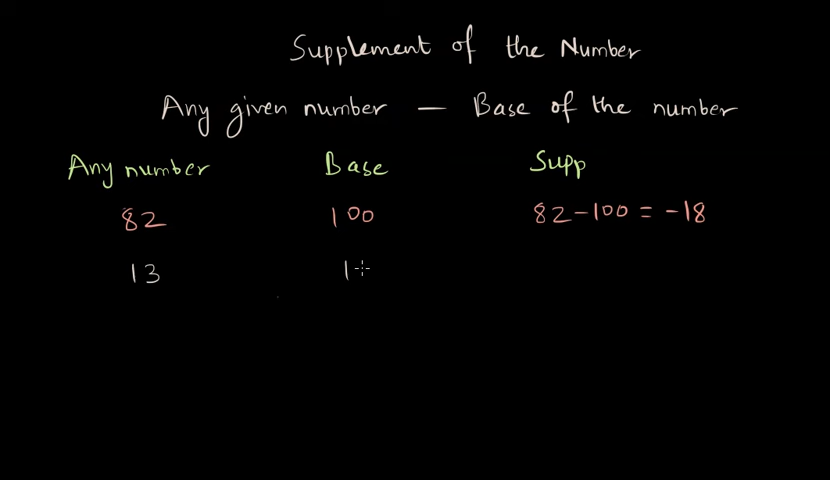 Supplement of the Number
Any given number — Base of the number
Any number Base Supp
82 100 82-100 = -18
13 1